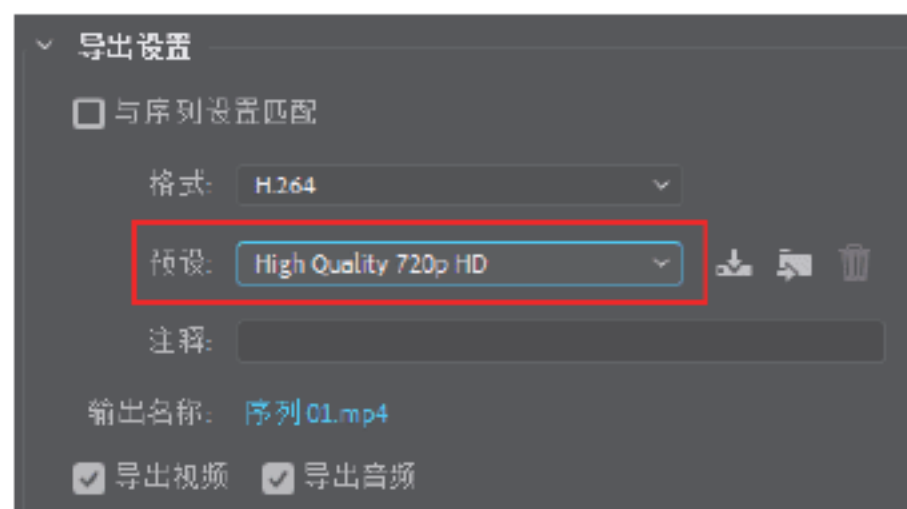 导出设置
与序列设置匹配
格式: H.264
预设: High Quality 720p HD
注释:
输出名称: 序列 01.mp4
导出视频 导出音频